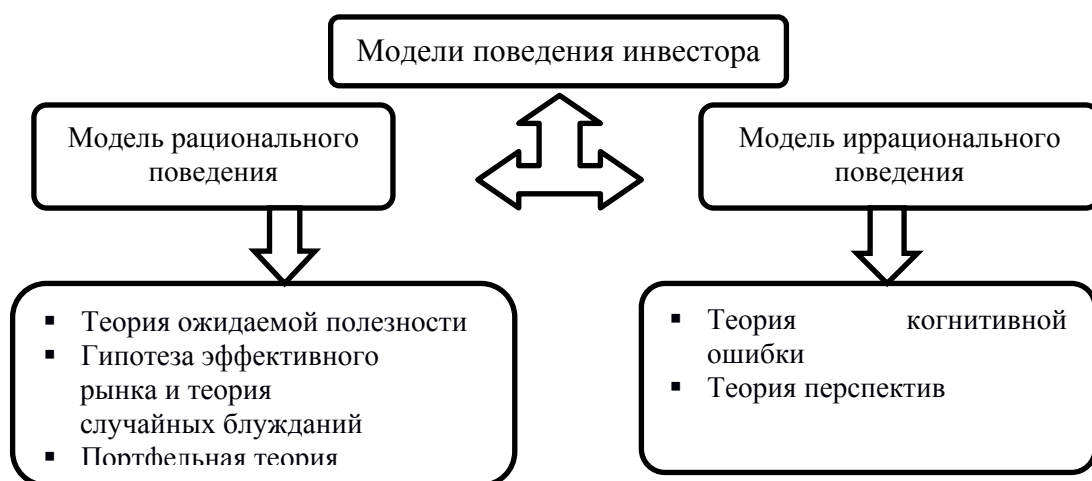 Модели поведения инвестора
Модель рационального
поведения
Модель иррационального
поведения
▪ Теория ожидаемой полезности
▪ Гипотеза эффективного
рынка и теория
случайных блужданий
▪ Портфельная теория
▪ Теория когнитивной
ошибки
▪ Теория перспектив